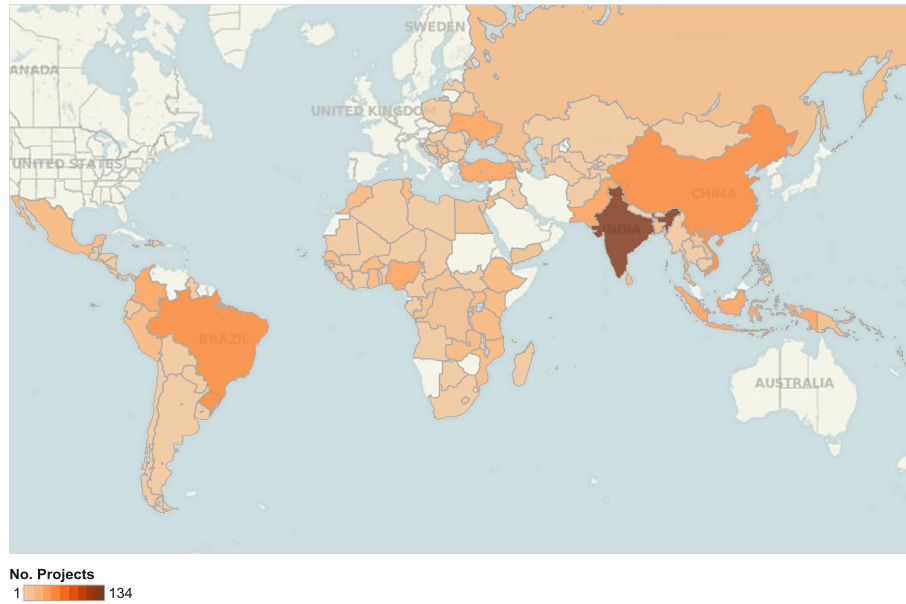 SWEDEN
ANADA
UNITED KINGDO
UNITED STATES
CHINA
INDIA
BRAZIL
AUSTRALIA
No. Projects
1 134